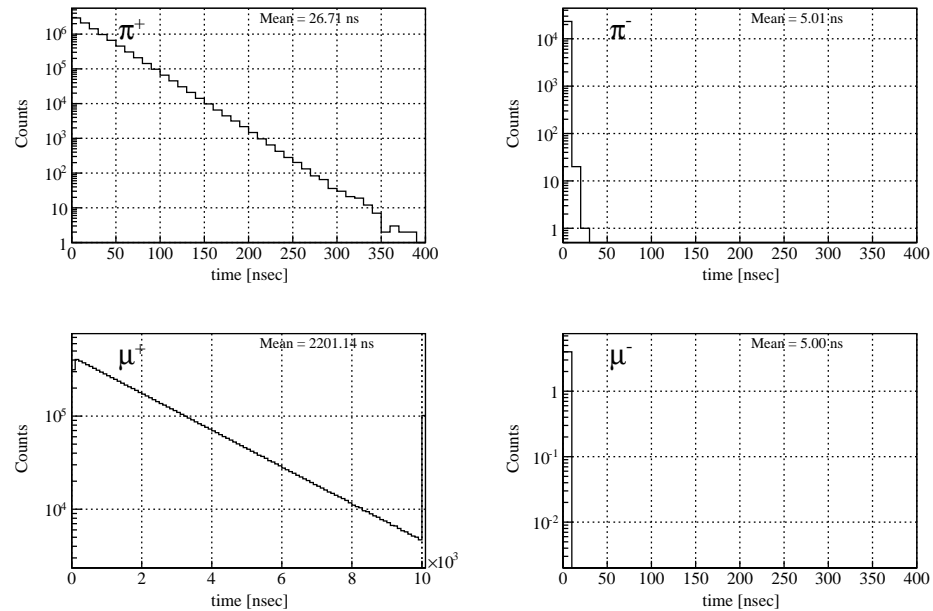 Mean = 26.71 ns
π⁺
10⁶
10⁵
10⁴
10³
10²
10
1
Counts
0 50 100 150 200 250 300 350 400
time [nsec]
Mean = 5.01 ns
π⁻
10⁴
10³
10²
10
1
Counts
0 50 100 150 200 250 300 350 400
time [nsec]
Mean = 2201.14 ns
μ⁺
10⁵
10⁴
Counts
0 2 4 6 8 10
×10³
time [nsec]
Mean = 5.00 ns
μ⁻
1
10⁻¹
10⁻²
Counts
0 50 100 150 200 250 300 350 400
time [nsec]